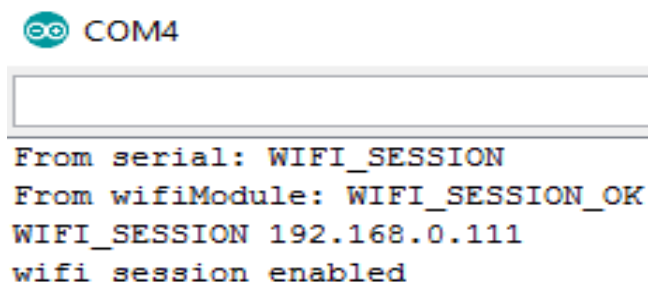 COM4
From serial: WIFI_SESSION
From wifiModule: WIFI_SESSION_OK
WIFI_SESSION 192.168.0.111
wifi session enabled